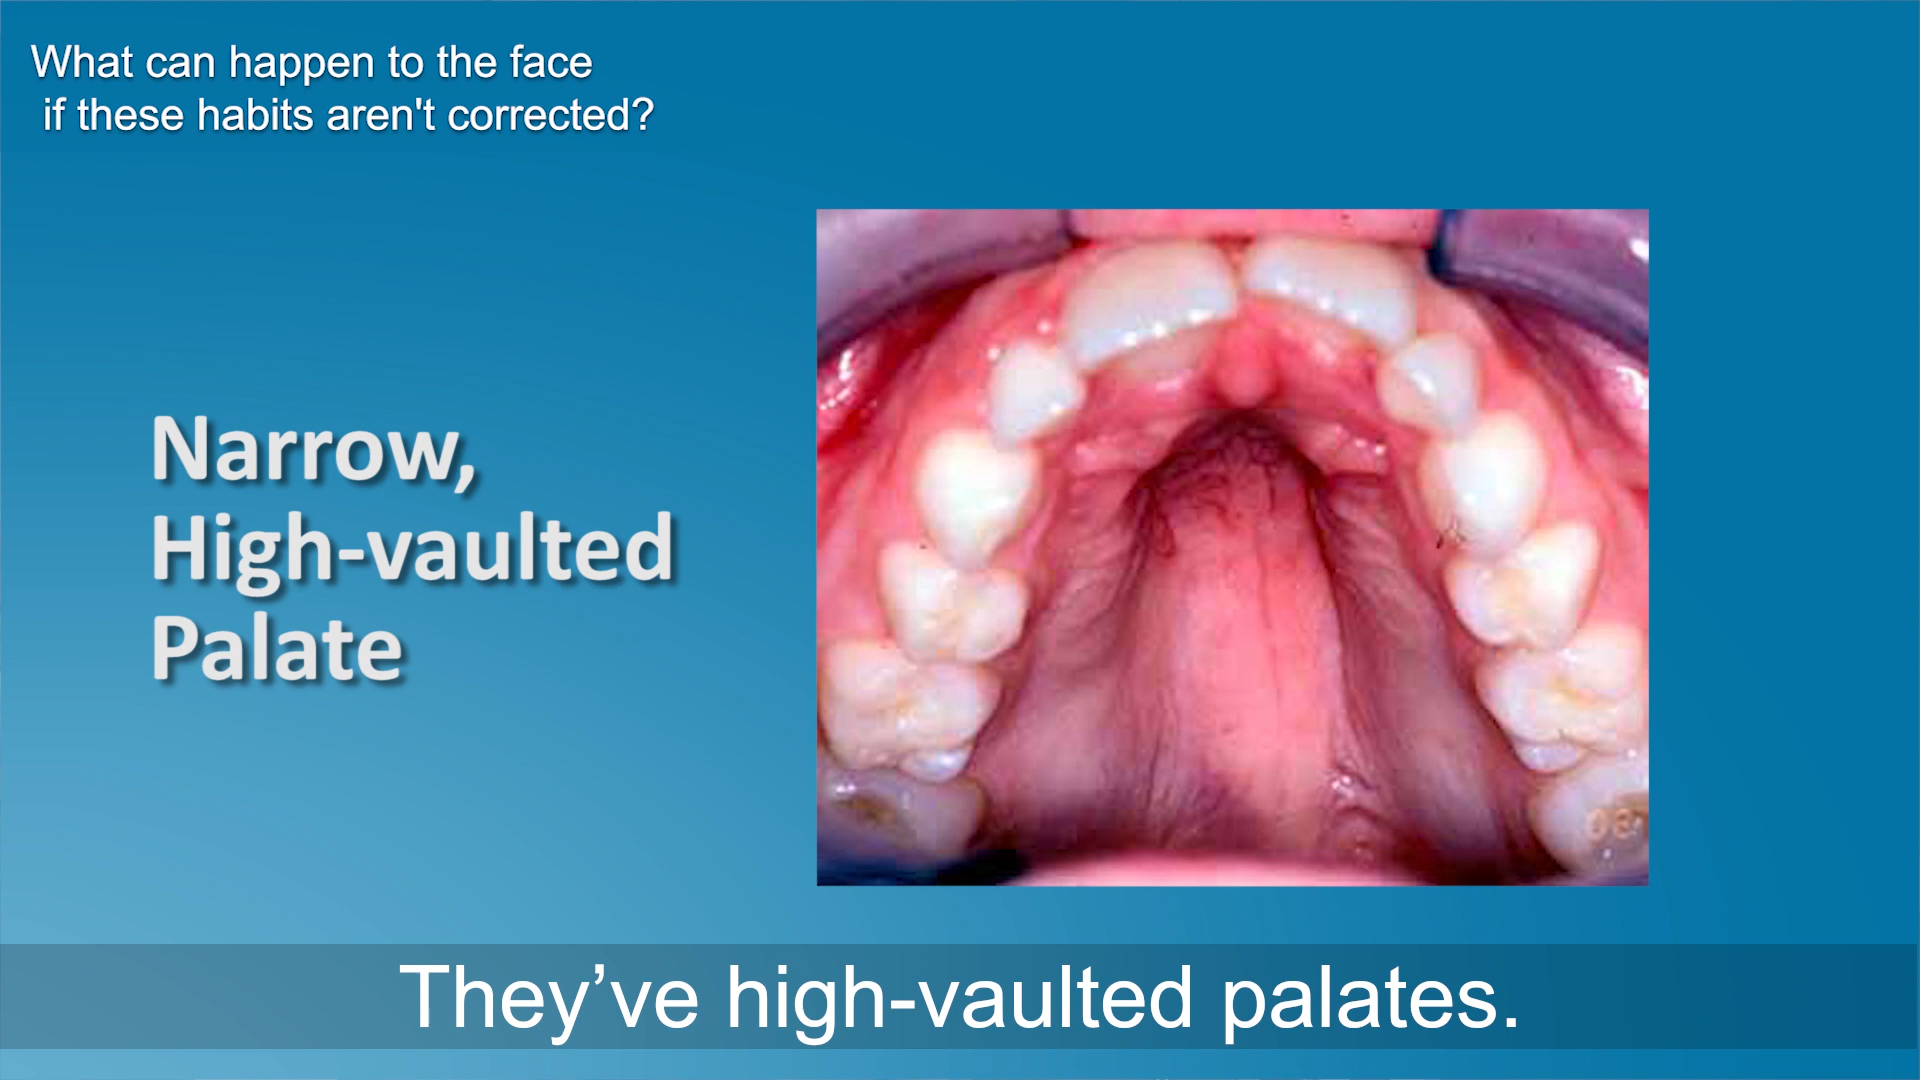 What can happen to the face
if these habits aren't corrected?
Narrow,
High-vaulted
Palate
They’ve high-vaulted palates.